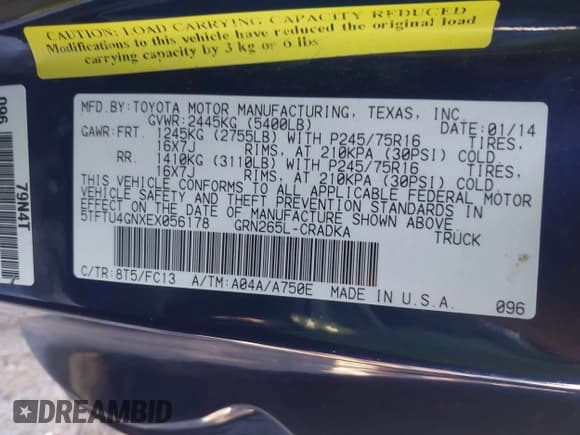 CAUTION: LOAD CARRYING CAPACITY REDUCED
Modifications to this vehicle have reduced the original load
carrying capacity by 3 kg or 6 lbs
MFD.BY:TOYOTA MOTOR MANUFACTURING, TEXAS, INC.
GVWR:2445KG (5400LB) DATE:01/14
GAWR:FRT. 1245KG (2755LB) WITH P245/75R16 TIRES,
16X7J RIMS, AT 210KPA (30PSI) COLD
RR. 1410KG (3110LB) WITH P245/75R16 TIRES,
16X7J RIMS, AT 210KPA (30PSI) COLD.
THIS VEHICLE CONFORMS TO ALL APPLICABLE FEDERAL MOTOR
VEHICLE SAFETY AND THEFT PREVENTION STANDARDS IN
EFFECT ON THE DATE OF MANUFACTURE SHOWN ABOVE.
5TFTU4GNXEX056178 GRN265L-CRADKA TRUCK
C/TR:8T5/FC13 A/TM:A04A/A750E MADE IN U.S.A.
096
096
79N4T
DREAMBID